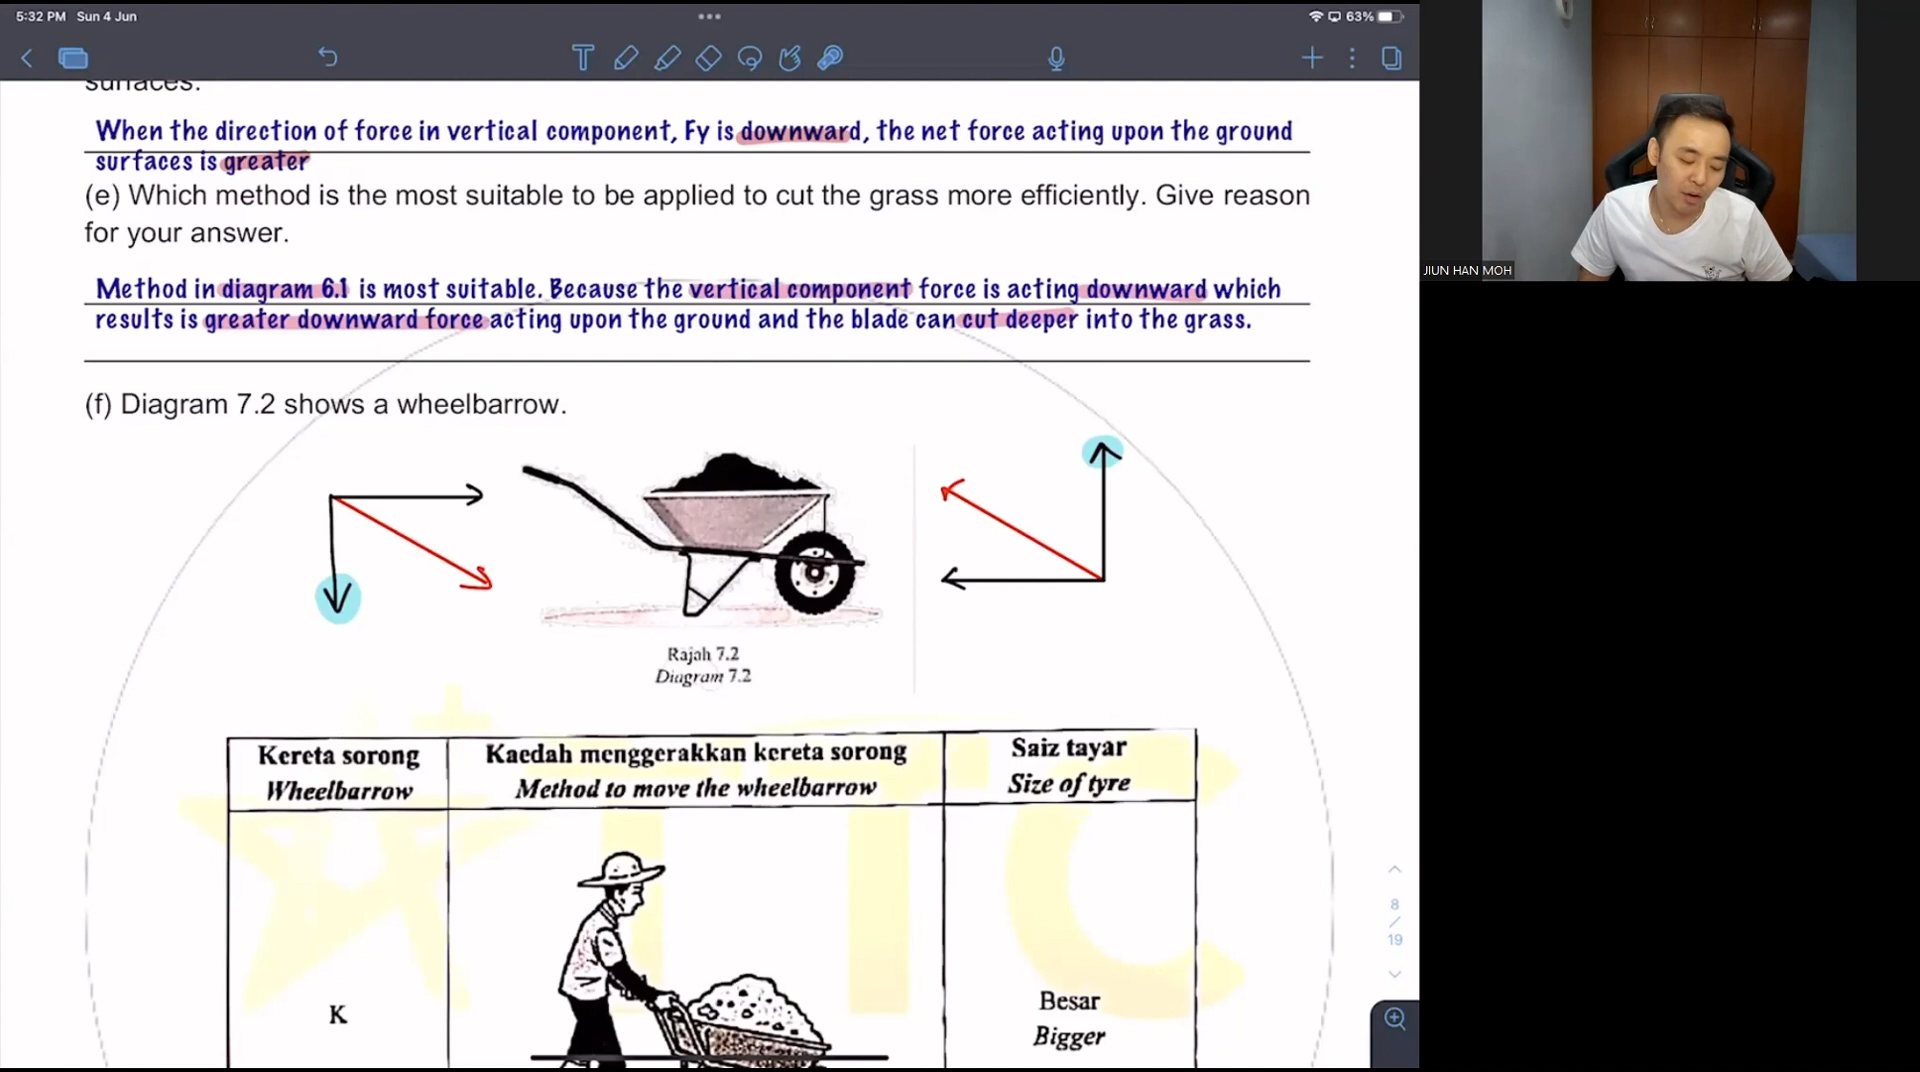 5:32 PM Sun 4 Jun
63%
surfaces.
When the direction of force in vertical component, Fy is downward, the net force acting upon the ground
surfaces is greater
(e) Which method is the most suitable to be applied to cut the grass more efficiently. Give reason
for your answer.
Method in diagram 6.1 is most suitable. Because the vertical component force is acting downward which
results is greater downward force acting upon the ground and the blade can cut deeper into the grass.
(f) Diagram 7.2 shows a wheelbarrow.
Rajah 7.2
Diagram 7.2
Kereta sorong
Wheelbarrow
Kaedah menggerakkan kereta sorong
Method to move the wheelbarrow
Saiz tayar
Size of tyre
K
Besar
Bigger
8
/
19
JIUN HAN MOH
TC